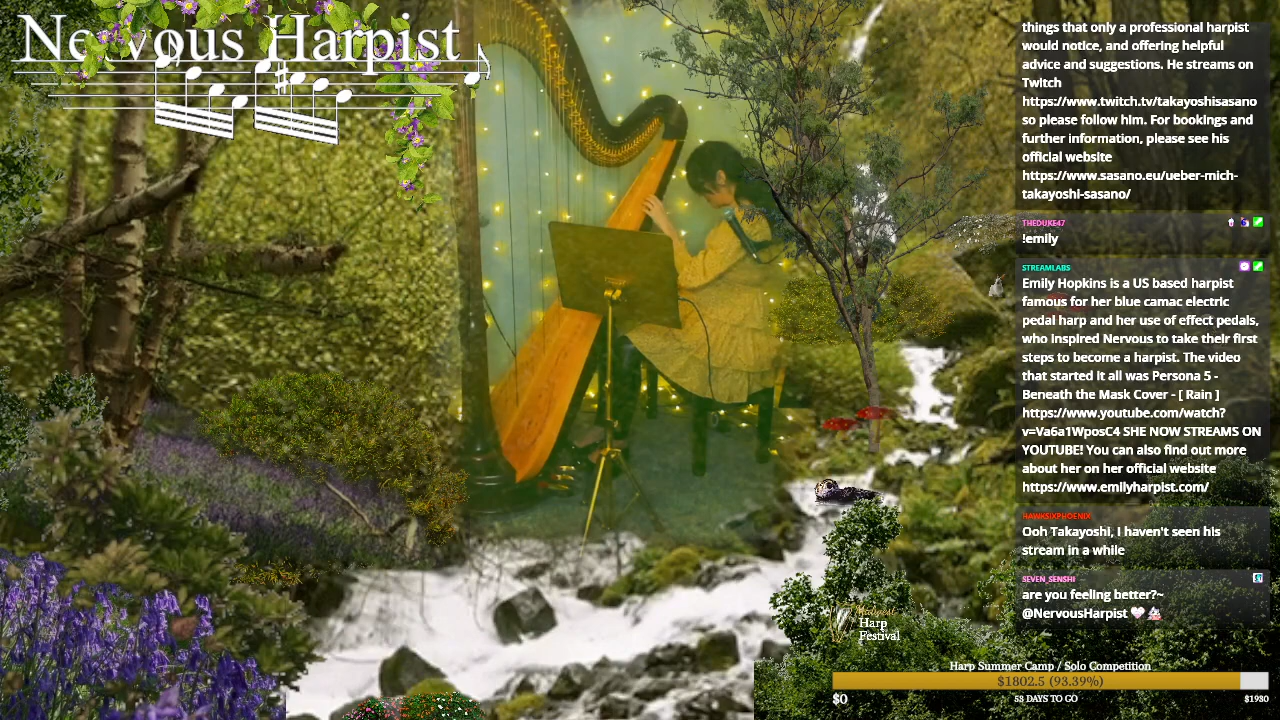 Nervous Harpist
things that only a professional harpist
would notice, and offering helpful
advice and suggestions. He streams on
Twitch
https://www.twitch.tv/takayoshisasano
so please follow him. For bookings and
further information, please see his
official website
https://www.sasano.eu/ueber-mich-
takayoshi-sasano/
THEDUKE47
!emily
STREAMLABS
Emily Hopkins is a US based harpist
famous for her blue camac electric
pedal harp and her use of effect pedals,
who inspired Nervous to take their first
steps to become a harpist. The video
that started it all was Persona 5 -
Beneath the Mask Cover - [ Rain ]
https://www.youtube.com/watch?
v=Va6a1WposC4 SHE NOW STREAMS ON
YOUTUBE! You can also find out more
about her on her official website
https://www.emilyharpist.com/
HAWKSIXPHOENIX
Ooh Takayoshi, I haven't seen his
stream in a while
SEVEN_SENSHI
are you feeling better?~
@NervousHarpist
Harp
Festival
Harp Summer Camp / Solo Competition
$1802.5 (93.39%)
$0
53 DAYS TO GO
$1930